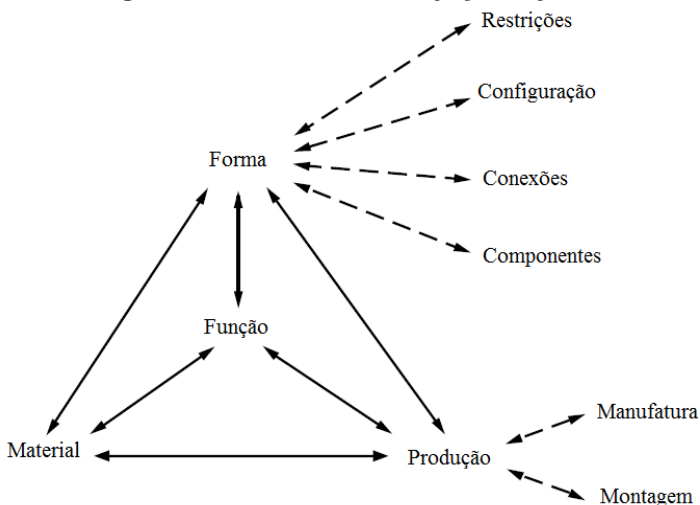 Restrições
Configuração
Forma
Conexões
Componentes
Função
Manufatura
Material
Produção
Montagem